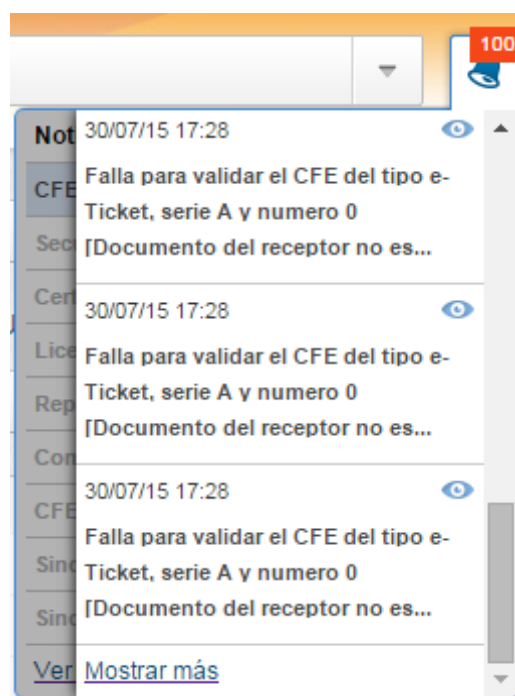 100
Not
30/07/15 17:28
Falla para validar el CFE del tipo e-
Ticket, serie A y numero 0
[Documento del receptor no es...
30/07/15 17:28
Falla para validar el CFE del tipo e-
Ticket, serie A y numero 0
[Documento del receptor no es...
30/07/15 17:28
Falla para validar el CFE del tipo e-
Ticket, serie A y numero 0
[Documento del receptor no es...
Mostrar más
CFE
Sec
Cert
Lice
Rep
Con
CFE
Sinc
Sinc
Ver